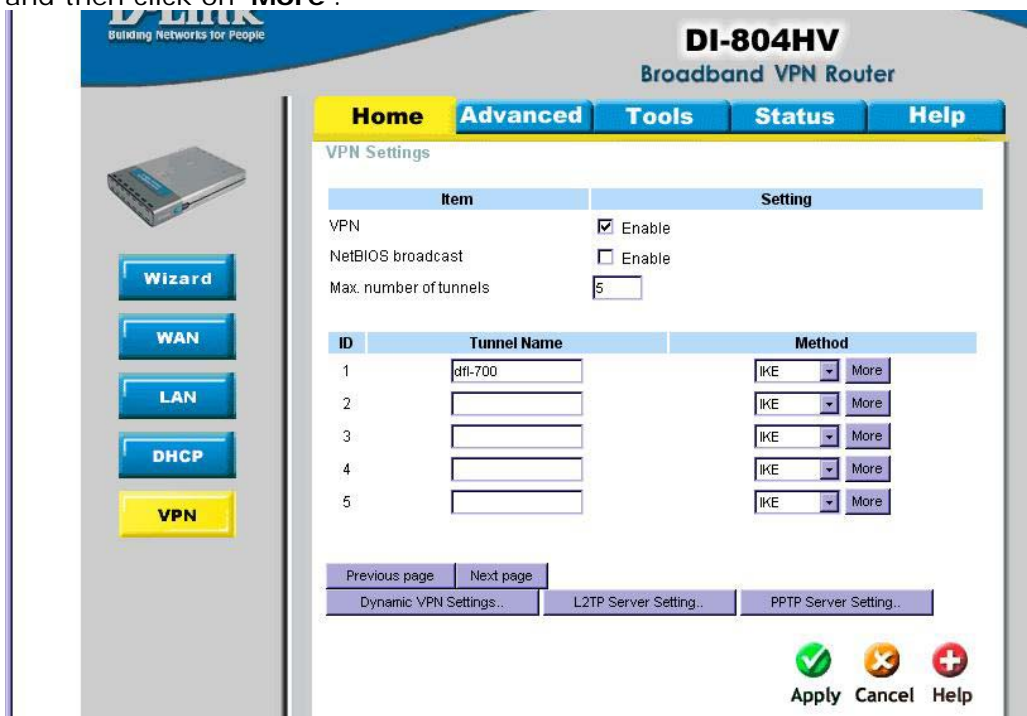 and then click on "More".
D-Link
Building Networks for People
DI-804HV
Broadband VPN Router
Home Advanced Tools Status Help
VPN Settings
Item Setting
VPN Enable
NetBIOS broadcast Enable
Max. number of tunnels 5
ID Tunnel Name Method
1 dfl-700 IKE More
2 IKE More
3 IKE More
4 IKE More
5 IKE More
Wizard
WAN
LAN
DHCP
VPN
Previous page Next page
Dynamic VPN Settings.. L2TP Server Setting.. PPTP Server Setting..
Apply Cancel Help